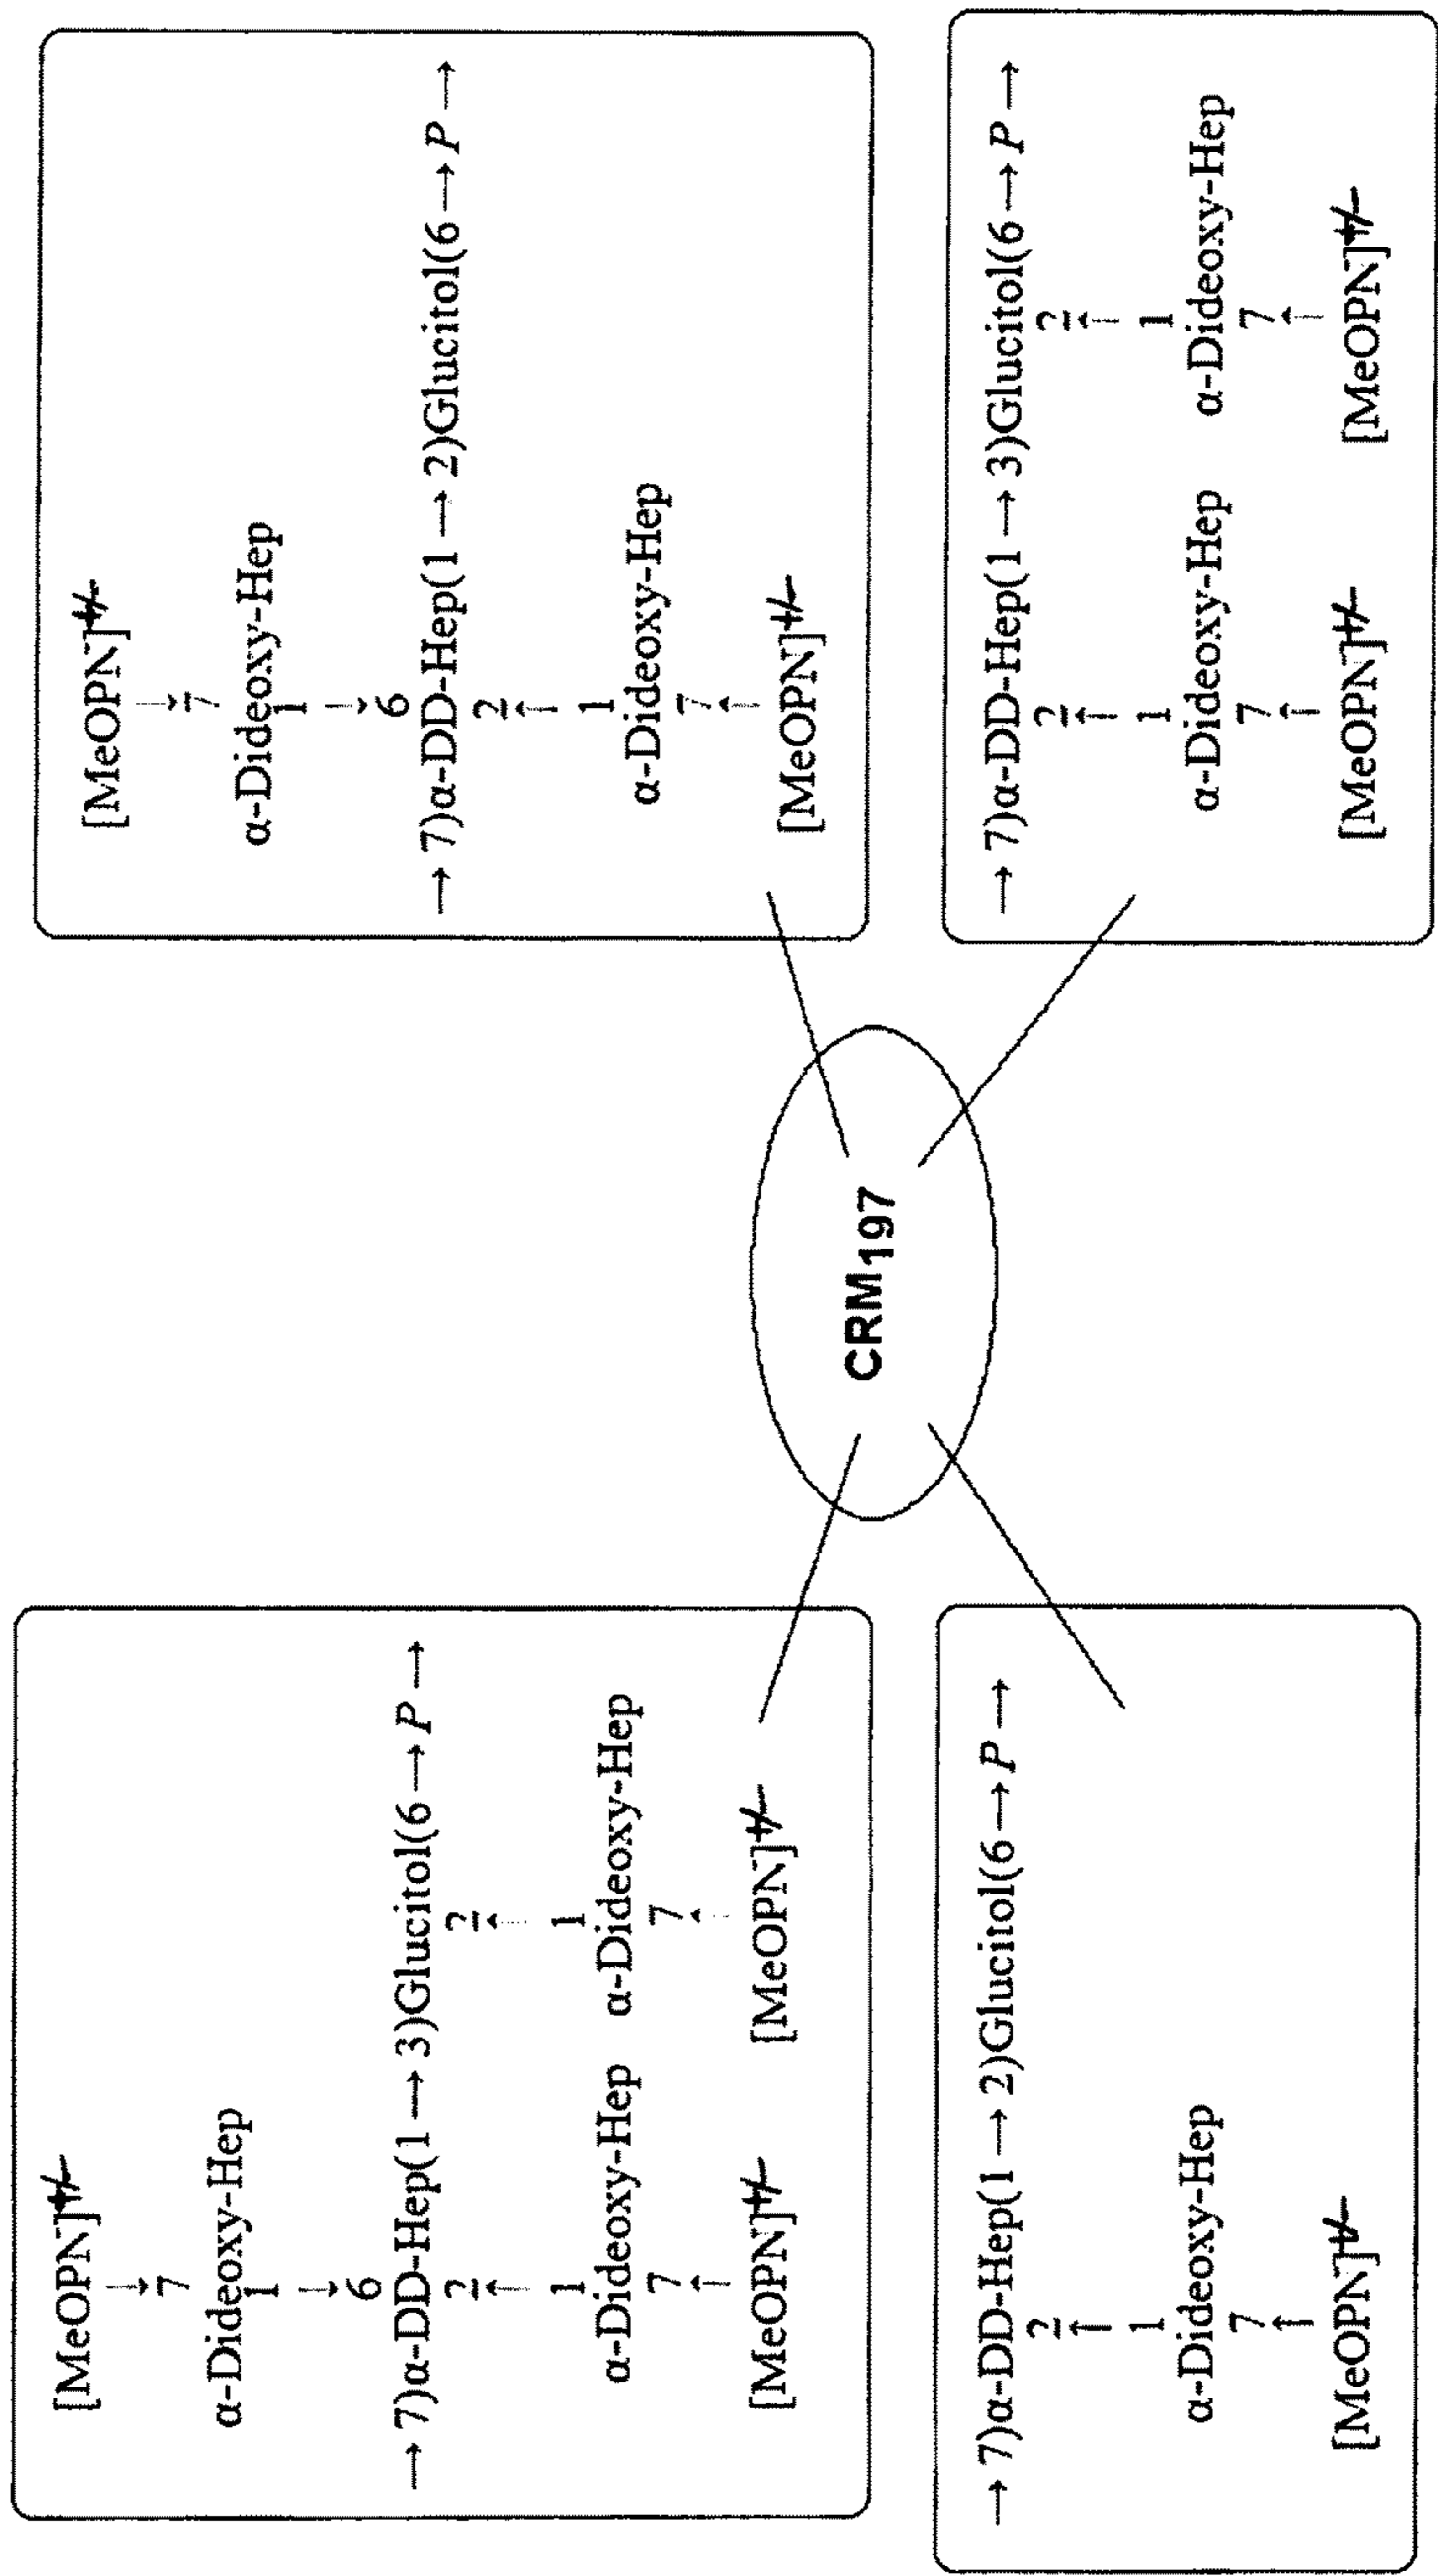 [MeOPN]+/-
↓
7
α-Dideoxy-Hep
1
↓
6
→ 7)α-DD-Hep(1 → 3)Glucitol(6 → P →
2 2
↑ ↑
1 1
α-Dideoxy-Hep α-Dideoxy-Hep
7 7
↑ ↑
[MeOPN]+/- [MeOPN]+/-
[MeOPN]+/-
↓
7
α-Dideoxy-Hep
1
↓
6
→ 7)α-DD-Hep(1 → 2)Glucitol(6 → P →
2
↑
1
α-Dideoxy-Hep
7
↑
[MeOPN]+/-
CRM197
→ 7)α-DD-Hep(1 → 2)Glucitol(6 → P →
2
↑
1
α-Dideoxy-Hep
7
↑
[MeOPN]+/-
→ 7)α-DD-Hep(1 → 3)Glucitol(6 → P →
2 2
↑ ↑
1 1
α-Dideoxy-Hep α-Dideoxy-Hep
7 7
↑ ↑
[MeOPN]+/- [MeOPN]+/-